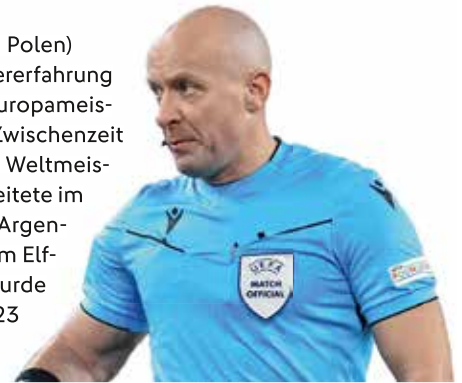 Polen)
ererfahrung
uropameis-
Zwischenzeit
Weltmeis-
eitete im
Argen-
m Elf-
urde
23
UEFA
MATCH
OFFICIAL